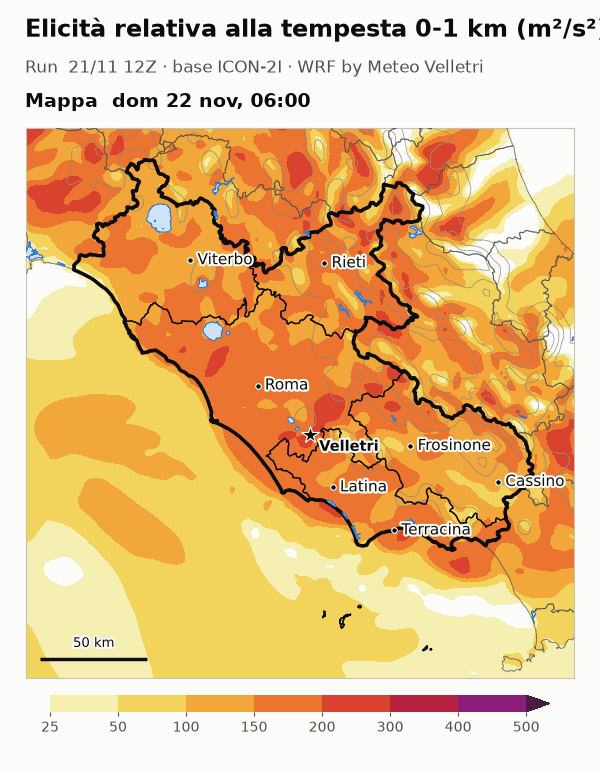 Elicità relativa alla tempesta 0-1 km (m²/s²)
Run 21/11 12Z · base ICON-2I · WRF by Meteo Velletri
Mappa dom 22 nov, 06:00
Viterbo
Rieti
Roma
Velletri
Frosinone
Latina
Cassino
Terracina
50 km
25 50 100 150 200 300 400 500